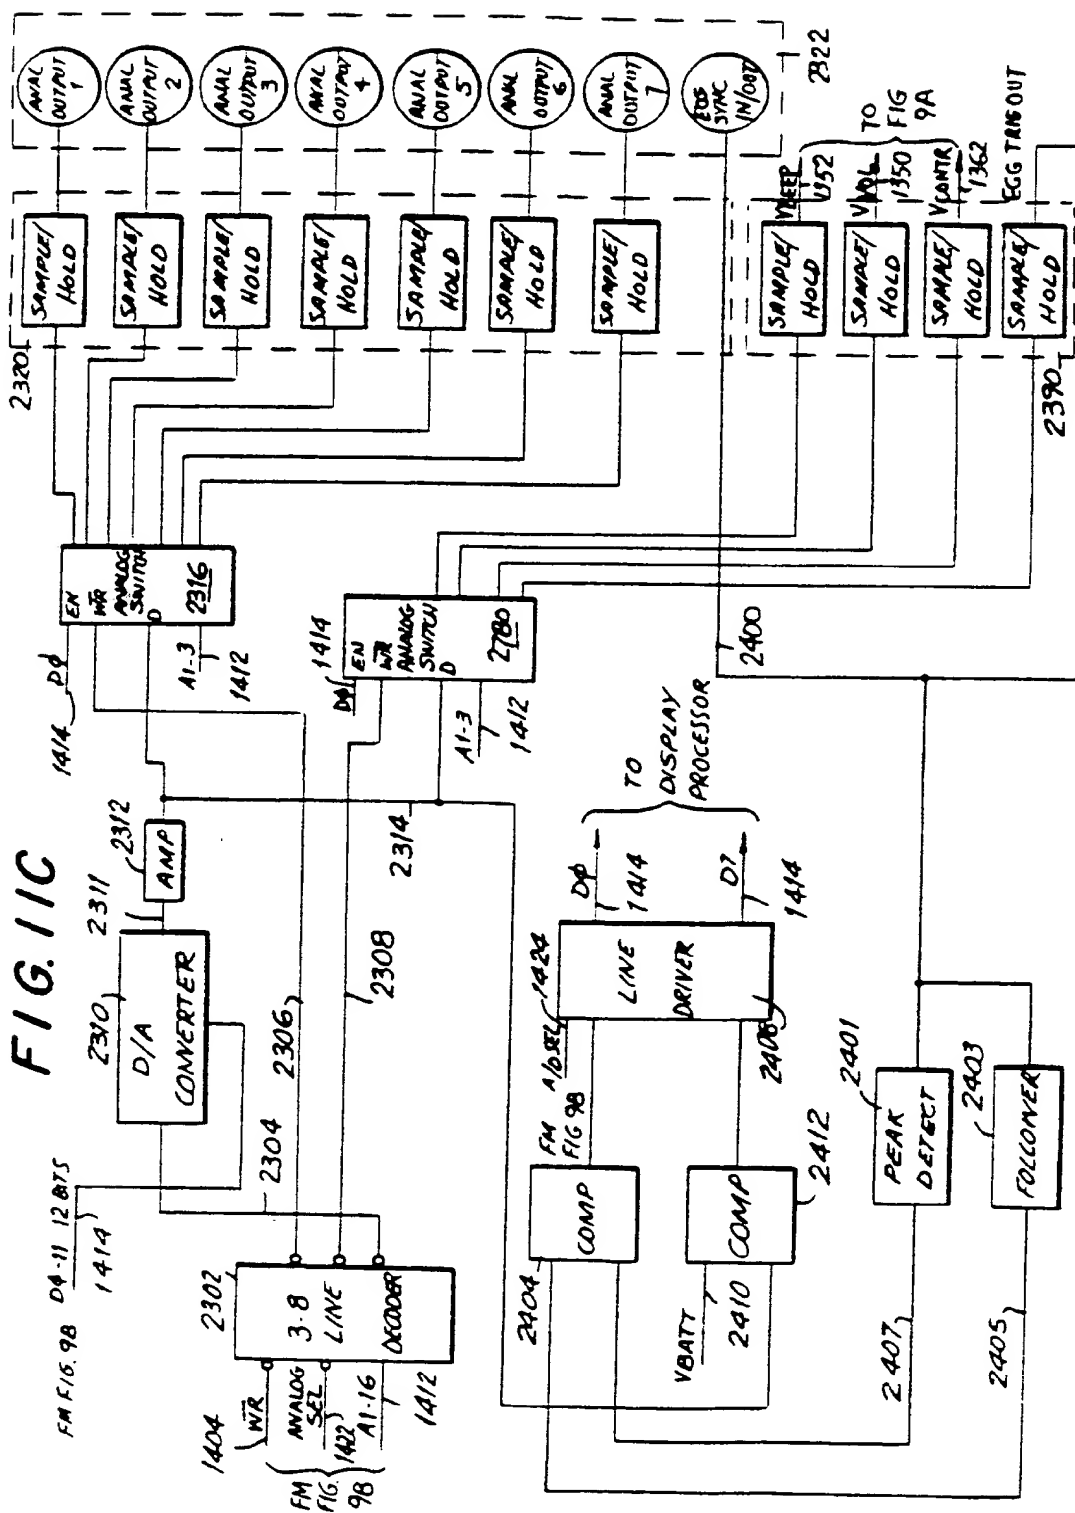 FIG. 11C
FM FIG. 9B
DØ-11 12 BITS
1414
2310
D/A
CONVERTER
2311
2312
AMP
2304
2306
2308
2314
2302
3-8
LINE
DECODER
1404
WR
ANALOG
SEL
1422
A1-16
1412
FM
FIG.
9B
1414
DØ
EN
WR
ANALOG
SWITCH
D
2316
A1-3
1412
1414
DØ
EN
WR
ANALOG
SWITCH
D
2780
A1-3
1412
2320
SAMPLE/
HOLD
SAMPLE/
HOLD
SAMPLE/
HOLD
SAMPLE/
HOLD
SAMPLE/
HOLD
SAMPLE/
HOLD
SAMPLE/
HOLD
ANAL
OUTPUT
1
ANAL
OUTPUT
2
ANAL
OUTPUT
3
ANAL
OUTPUT
4
ANAL
OUTPUT
5
ANAL
OUTPUT
6
ANAL
OUTPUT
7
SYNC
IN/OUT
2322
SAMPLE/
HOLD
SAMPLE/
HOLD
SAMPLE/
HOLD
SAMPLE/
HOLD
VBEEP
1352
VVOL
1350
VCONTR
1362
TO
FIG
9A
ECG TRIG OUT
2390
2400
TO
DISPLAY
PROCESSOR
DØ
1414
D7
1414
A/D SEL
1424
LINE
DRIVER
2406
FM
FIG 9B
2404
COMP
COMP
2412
VBATT
2410
2401
PEAK
DETECT
2403
FOLLOWER
2407
2405